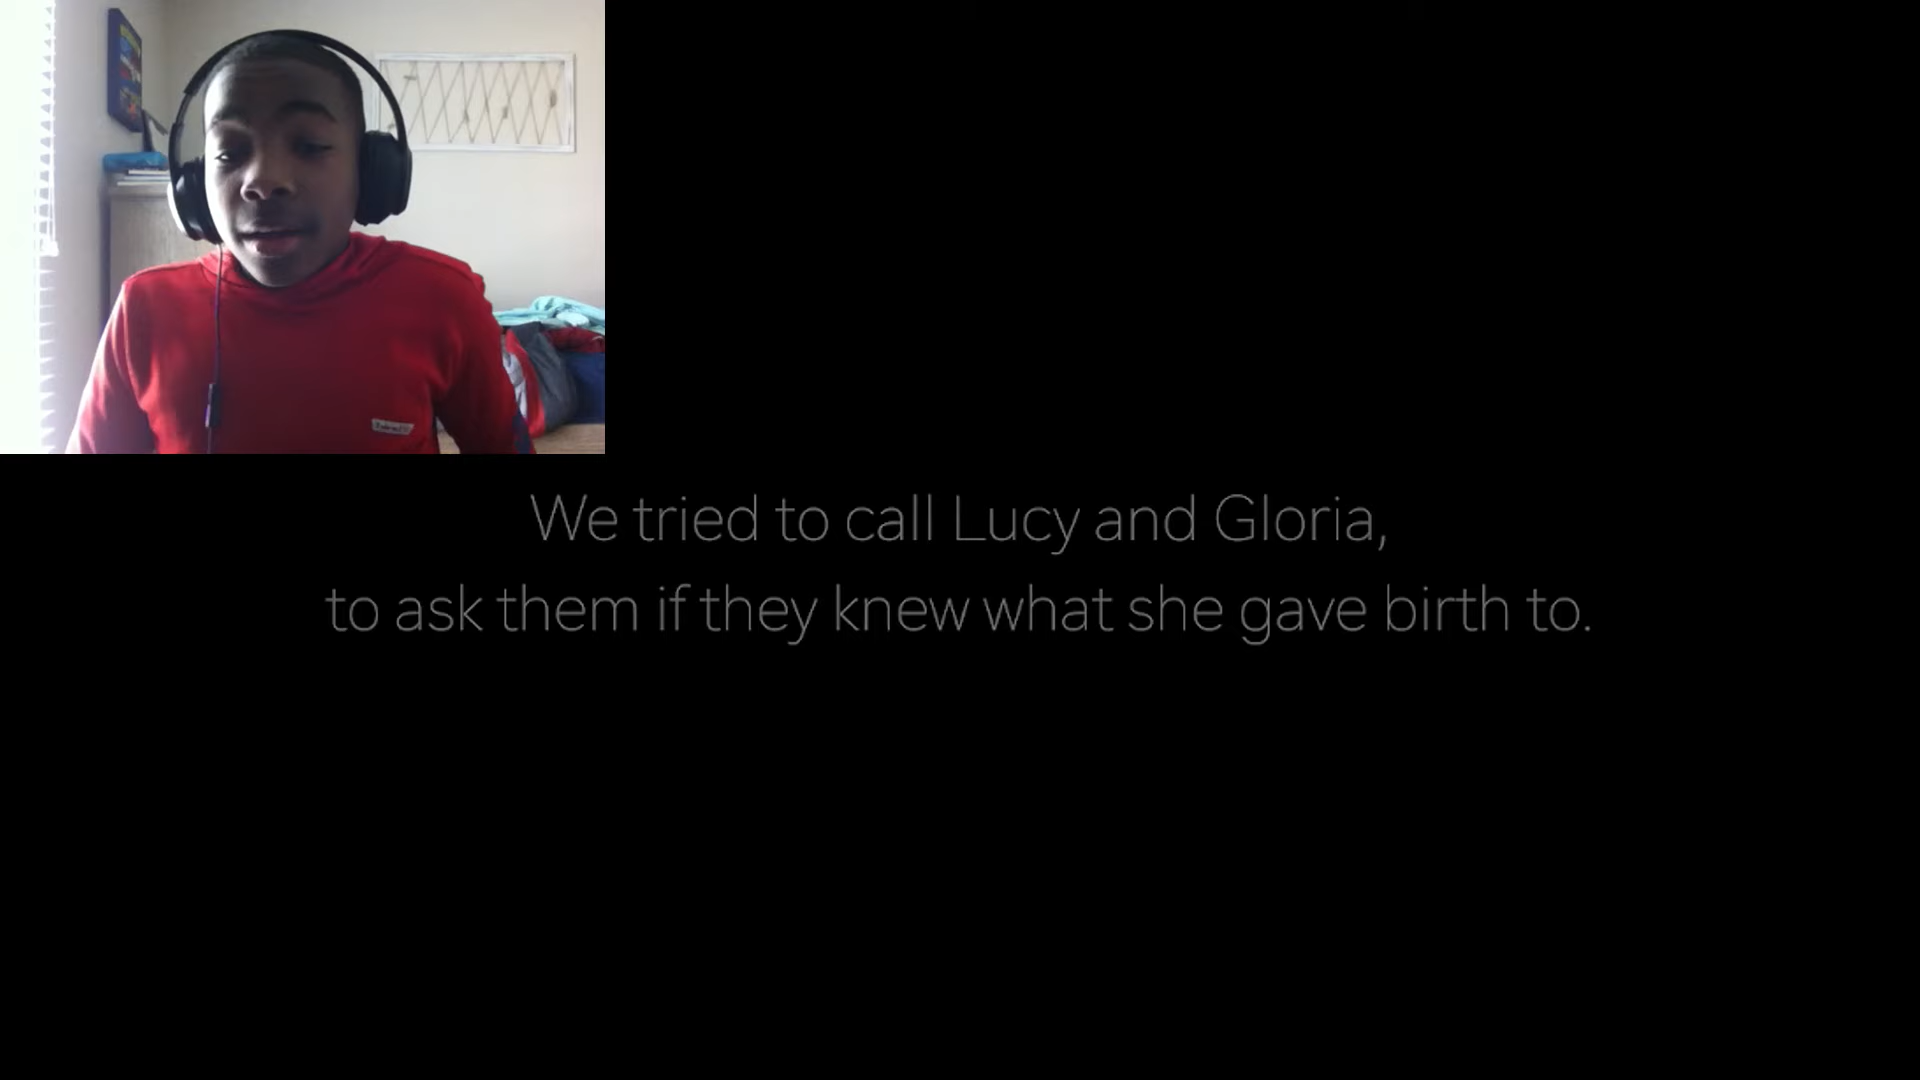 We tried to call Lucy and Gloria,
to ask them if they knew what she gave birth to.